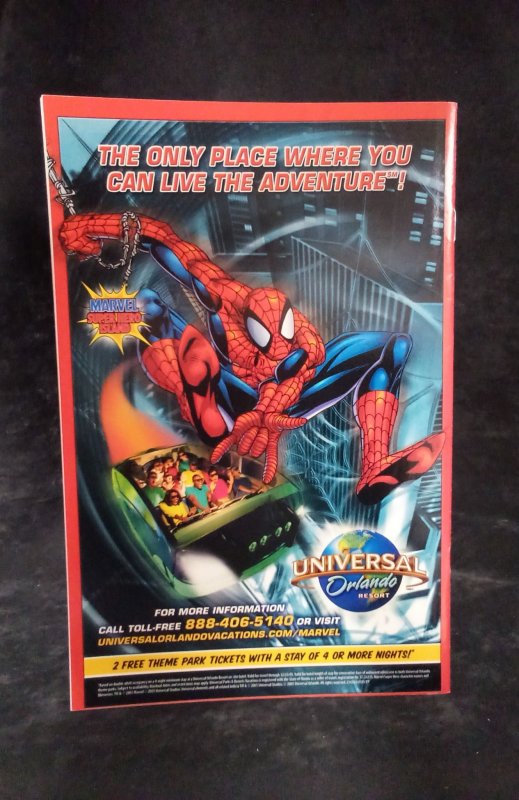 THE ONLY PLACE WHERE YOU
CAN LIVE THE ADVENTURE℠!
MARVEL
SUPER HERO
ISLAND
UNIVERSAL
Orlando
RESORT
FOR MORE INFORMATION
CALL TOLL-FREE 888-406-5140 OR VISIT
UNIVERSALORLANDOVACATIONS.COM/MARVEL
2 FREE THEME PARK TICKETS WITH A STAY OF 4 OR MORE NIGHTS!*